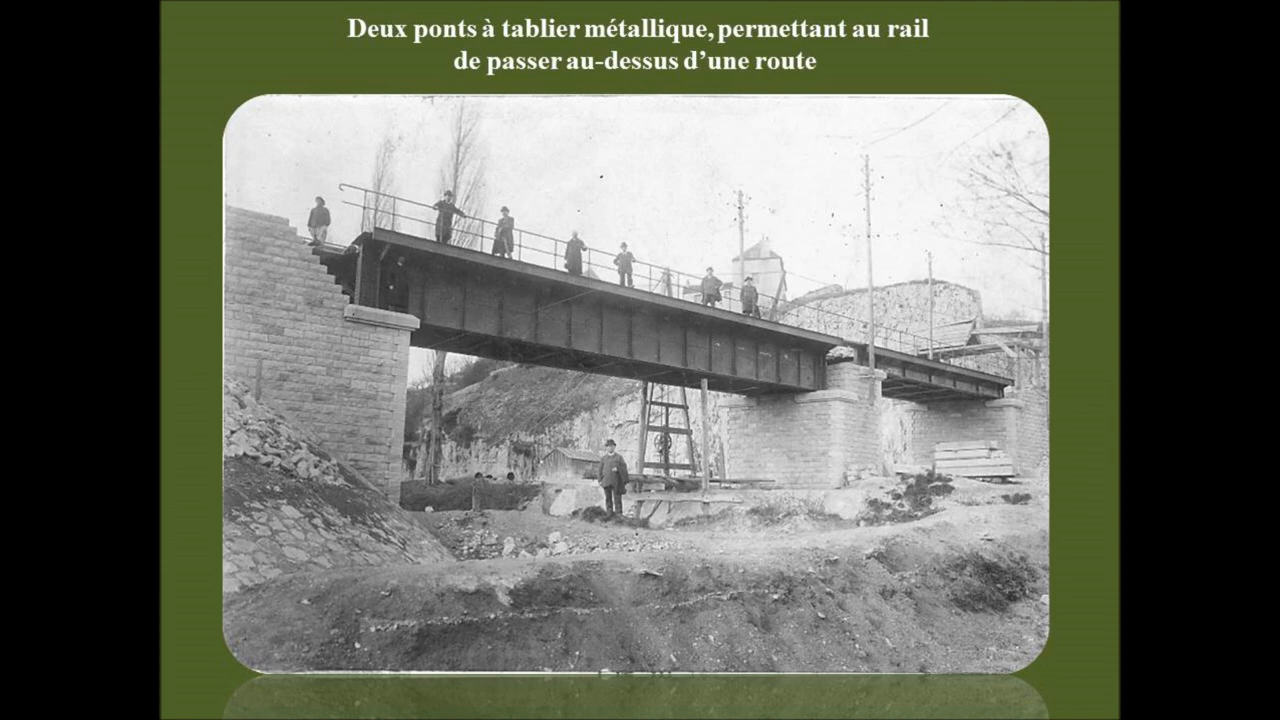 Deux ponts à tablier métallique, permettant au rail
de passer au-dessus d’une route